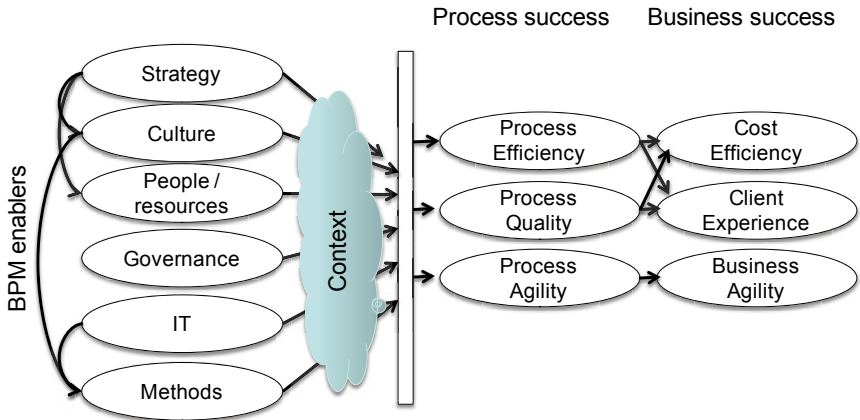 Process success
Business success
BPM enablers
Strategy
Culture
People /
resources
Governance
IT
Methods
Context
Process
Efficiency
Process
Quality
Process
Agility
Cost
Efficiency
Client
Experience
Business
Agility